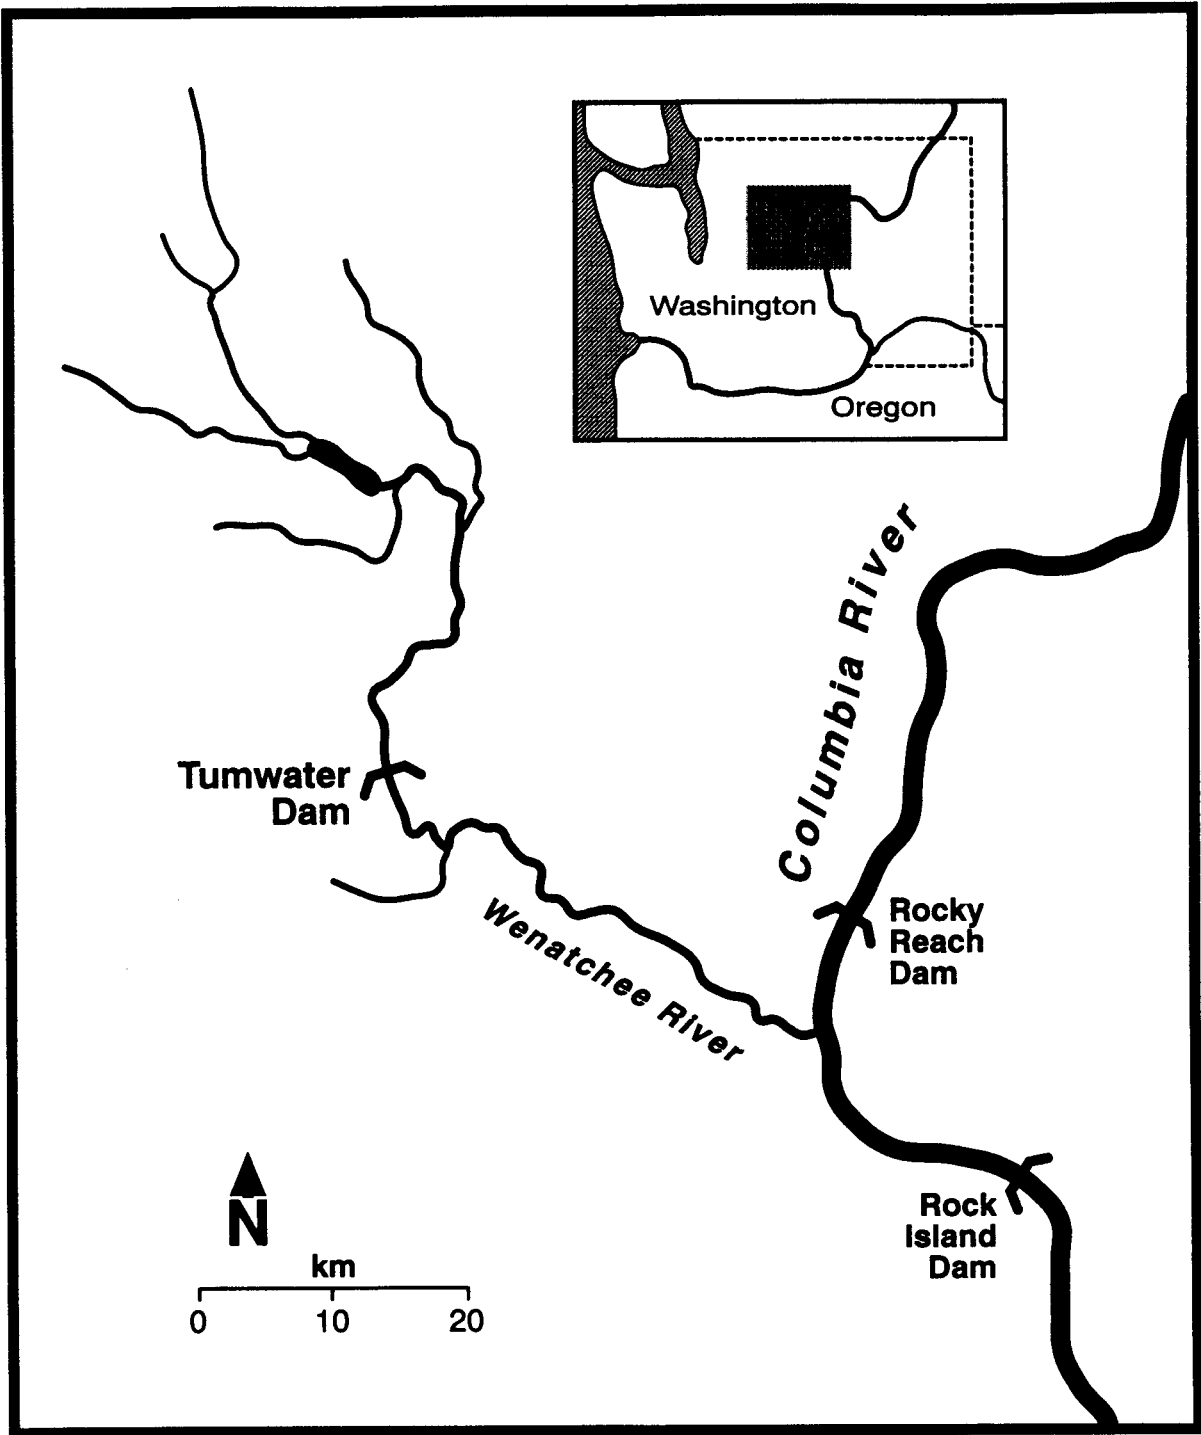 Washington
Oregon
Columbia River
Tumwater
Dam
Wenatchee River
Rocky
Reach
Dam
Rock
Island
Dam
N
km
0 10 20